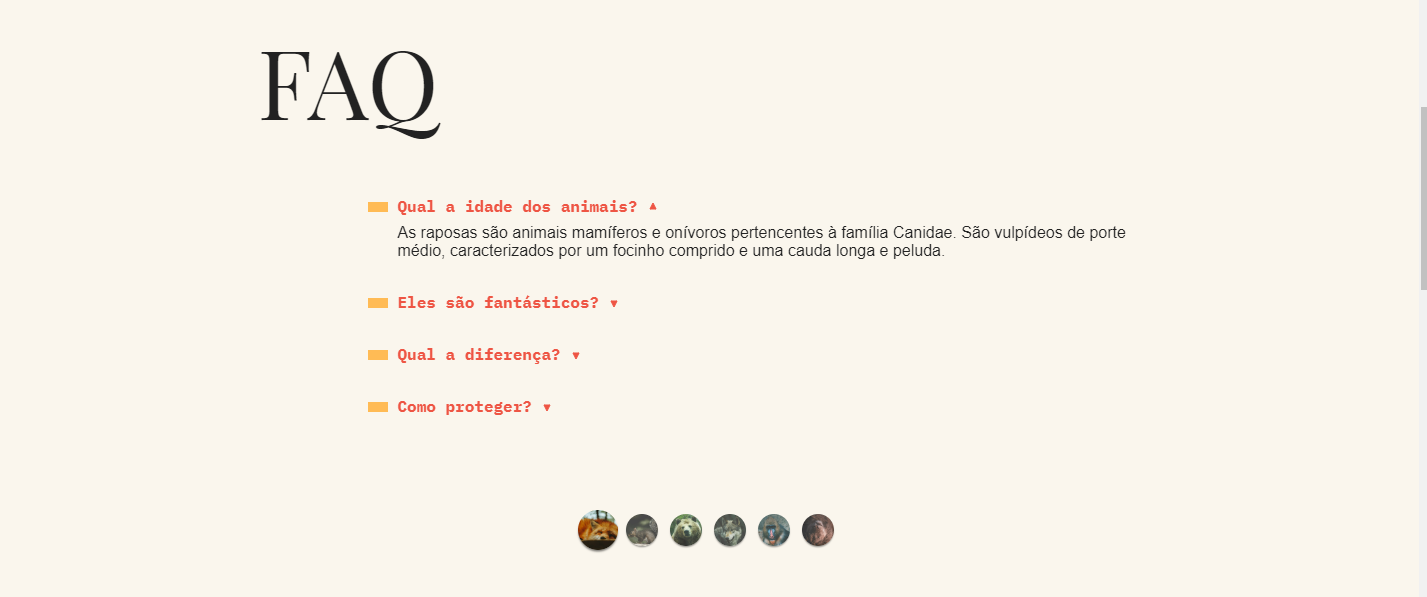 FAQ
Qual a idade dos animais? ▲
As raposas são animais mamíferos e onívoros pertencentes à família Canidae. São vulpídeos de porte
médio, caracterizados por um focinho comprido e uma cauda longa e peluda.
Eles são fantásticos? ▼
Qual a diferença? ▼
Como proteger? ▼